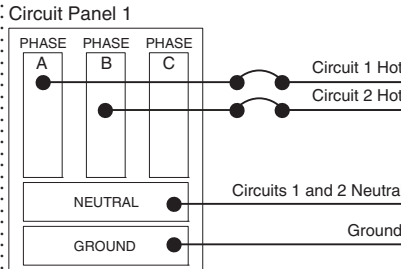 Circuit Panel 1
PHASE PHASE PHASE
A B C
Circuit 1 Hot
Circuit 2 Hot
Circuits 1 and 2 Neutra
NEUTRAL
Ground
GROUND